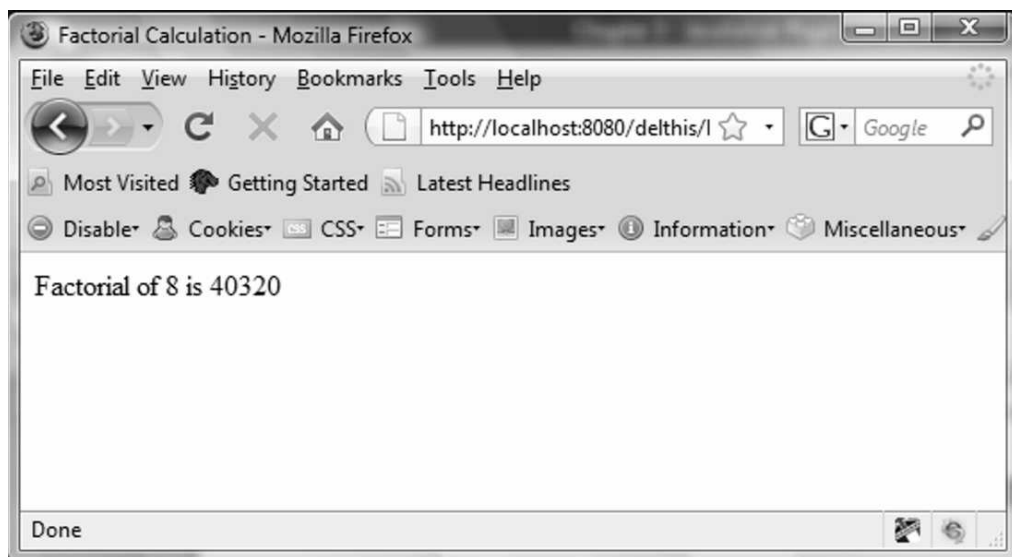 Factorial Calculation - Mozilla Firefox
File Edit View History Bookmarks Tools Help
http://localhost:8080/delthis/l G Google
Most Visited Getting Started Latest Headlines
Disable Cookies CSS CSS Forms Images Information Miscellaneous
Factorial of 8 is 40320
Done